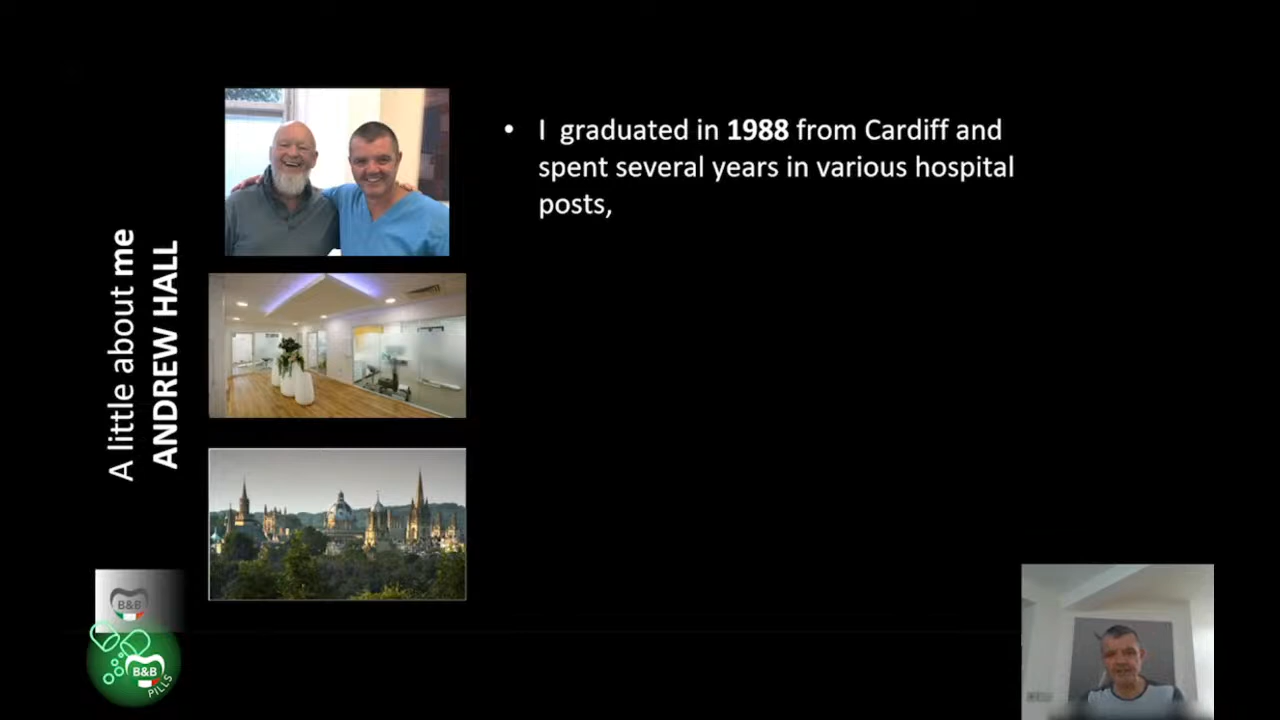 A little about me
ANDREW HALL
• I graduated in 1988 from Cardiff and
spent several years in various hospital
posts,
B&B
B&B
PILLS